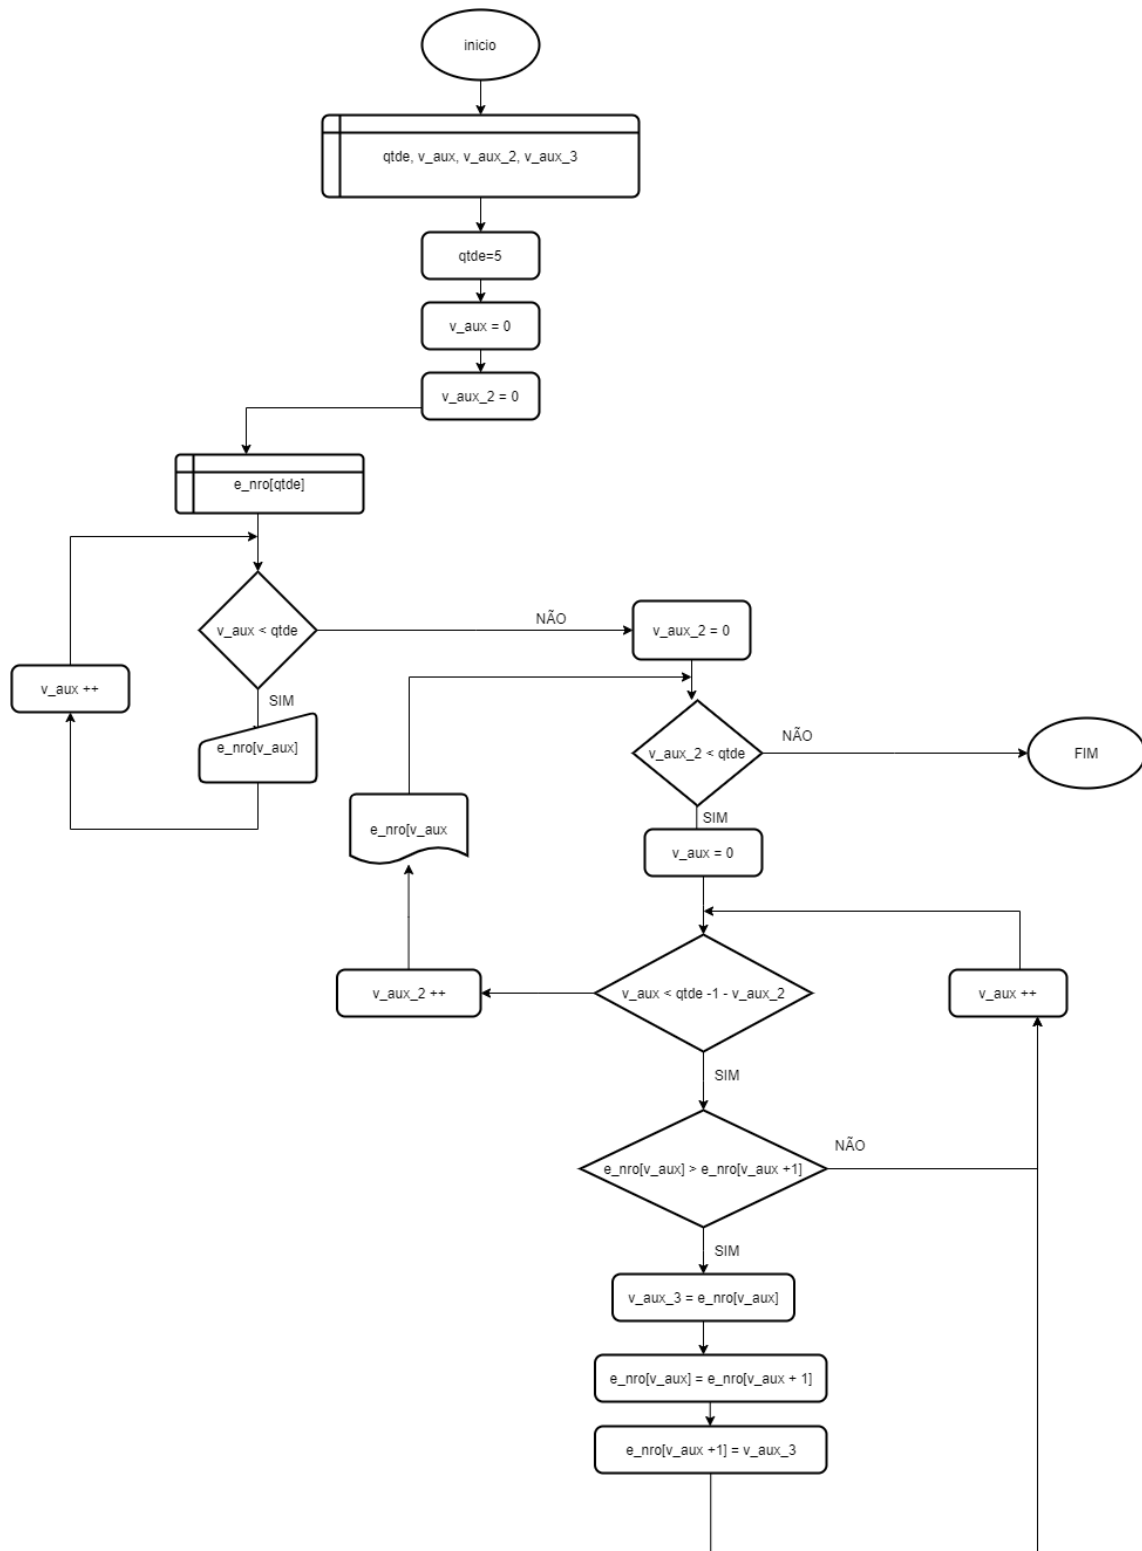 inicio
qtde, v_aux, v_aux_2, v_aux_3
qtde=5
v_aux = 0
v_aux_2 = 0
e_nro[qtde]
v_aux < qtde
NÃO
v_aux_2 = 0
v_aux ++
SIM
e_nro[v_aux]
v_aux_2 < qtde
NÃO
FIM
SIM
e_nro[v_aux
v_aux = 0
v_aux_2 ++
v_aux < qtde -1 - v_aux_2
v_aux ++
SIM
e_nro[v_aux] > e_nro[v_aux +1]
NÃO
SIM
v_aux_3 = e_nro[v_aux]
e_nro[v_aux] = e_nro[v_aux + 1]
e_nro[v_aux +1] = v_aux_3